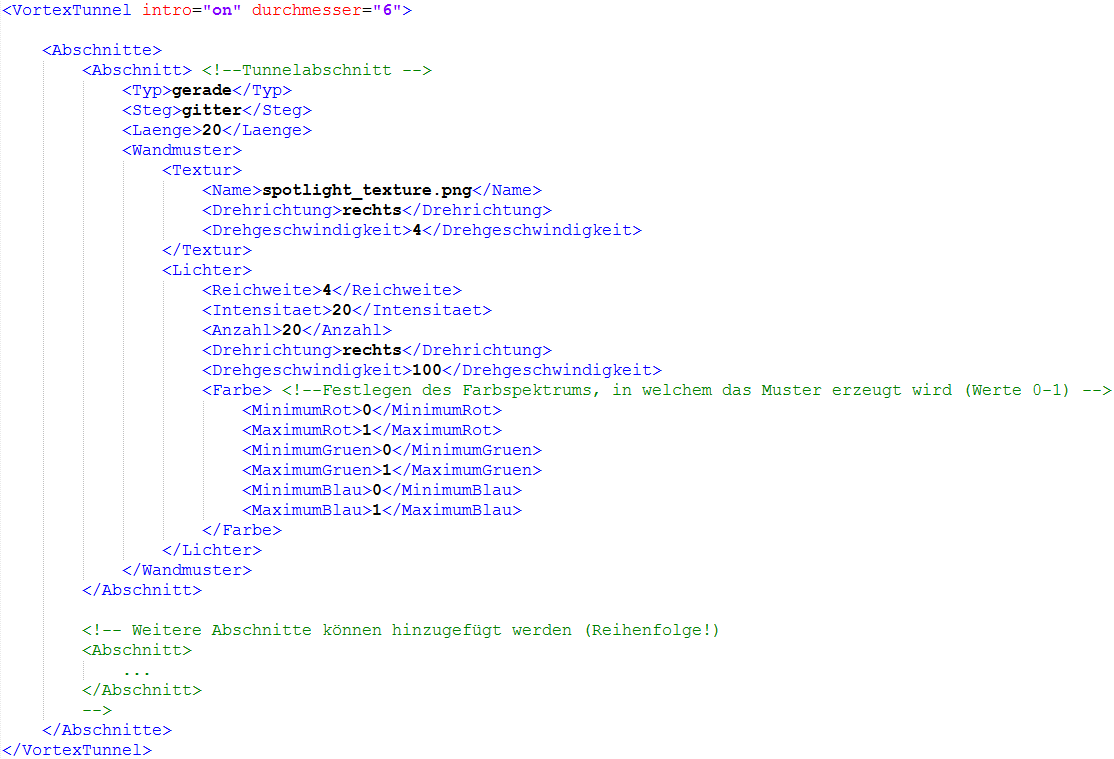 <VortexTunnel intro="on" durchmesser="6">
<Abschnitte>
<Abschnitt> <!--Tunnelabschnitt -->
<Typ>gerade</Typ>
<Steg>gitter</Steg>
<Laenge>20</Laenge>
<Wandmuster>
<Textur>
<Name>spotlight_texture.png</Name>
<Drehrichtung>rechts</Drehrichtung>
<Drehgeschwindigkeit>4</Drehgeschwindigkeit>
</Textur>
<Lichter>
<Reichweite>4</Reichweite>
<Intensitaet>20</Intensitaet>
<Anzahl>20</Anzahl>
<Drehrichtung>rechts</Drehrichtung>
<Drehgeschwindigkeit>100</Drehgeschwindigkeit>
<Farbe> <!--Festlegen des Farbspektrums, in welchem das Muster erzeugt wird (Werte 0-1) -->
<MinimumRot>0</MinimumRot>
<MaximumRot>1</MaximumRot>
<MinimumGruen>0</MinimumGruen>
<MaximumGruen>1</MaximumGruen>
<MinimumBlau>0</MinimumBlau>
<MaximumBlau>1</MaximumBlau>
</Farbe>
</Lichter>
</Wandmuster>
</Abschnitt>
<!-- Weitere Abschnitte können hinzugefügt werden (Reihenfolge!)
<Abschnitt>
...
</Abschnitt>
-->
</Abschnitte>
</VortexTunnel>